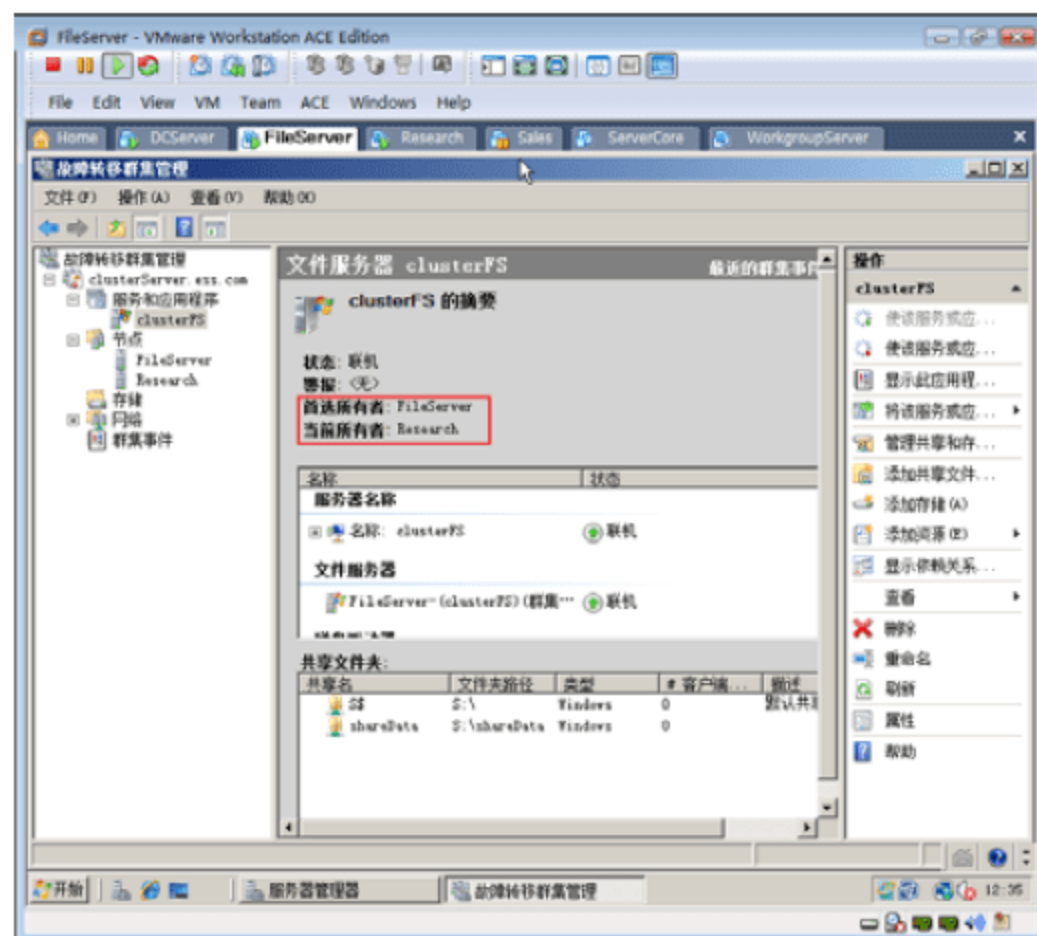 FileServer - VMware Workstation ACE Edition
File Edit View VM Team ACE Windows Help
Home DCServer FileServer Research Sales ServerCore WorkgroupServer
故障转移群集管理
文件(F) 操作(A) 查看(V) 帮助(H)
故障转移群集管理
clusterServer.ess.com
服务和应用程序
clusterFS
节点
FileServer
Research
存储
网络
群集事件
文件服务器 clusterFS 最近的群集事件
clusterFS 的摘要
状态: 联机
警报: (无)
首选所有者: FileServer
当前所有者: Research
名称 状态
服务器名称
名称: clusterFS 联机
文件服务器
FileServer-(clusterFS)(群集… 联机
共享文件夹:
共享名 文件夹路径 类型 # 客户端... 描述
S$ S:\ Windows 0 默认共享
shareData S:\shareData Windows 0
操作
clusterFS
使该服务或应...
使该服务或应...
显示此应用程...
将该服务或应...
管理共享和存...
添加共享文件...
添加存储(A)
添加资源(R)
显示依赖关系...
查看
删除
重命名
刷新
属性
帮助
开始 服务器管理器 故障转移群集管理 12:35